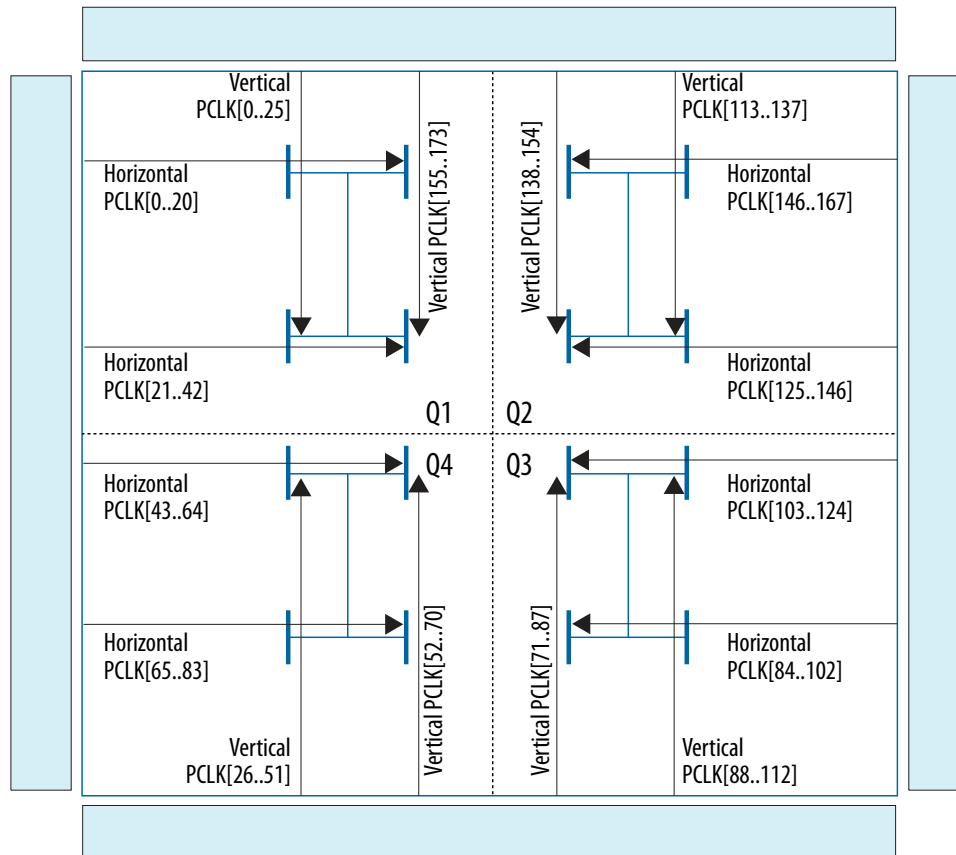 Vertical
PCLK[0..25]
Vertical PCLK[155..173]
Vertical PCLK[138..154]
Vertical
PCLK[113..137]
Horizontal
PCLK[0..20]
Horizontal
PCLK[146..167]
Horizontal
PCLK[21..42]
Horizontal
PCLK[125..146]
Q1
Q2
Q4
Q3
Horizontal
PCLK[43..64]
Horizontal
PCLK[103..124]
Horizontal
PCLK[65..83]
Vertical PCLK[52..70]
Vertical PCLK[71..87]
Horizontal
PCLK[84..102]
Vertical
PCLK[26..51]
Vertical
PCLK[88..112]